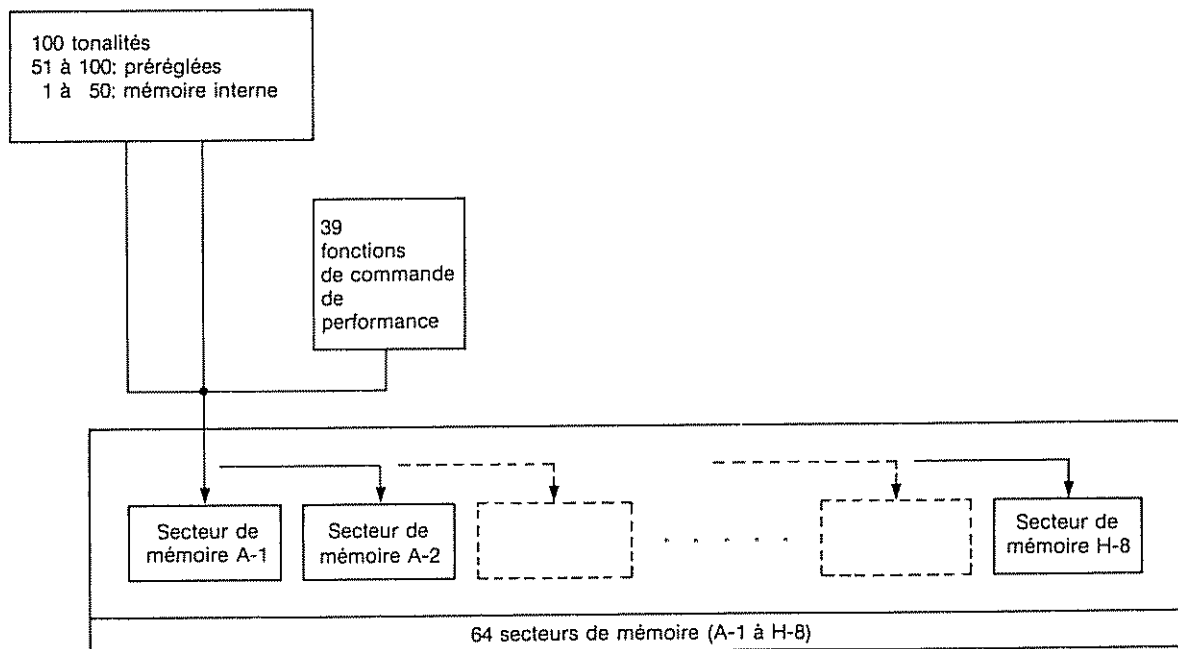 100 tonalités
51 à 100: préréglées
1 à 50: mémoire interne
39
fonctions
de commande
de
performance
Secteur de
mémoire A-1
Secteur de
mémoire A-2
Secteur de
mémoire H-8
64 secteurs de mémoire (A-1 à H-8)